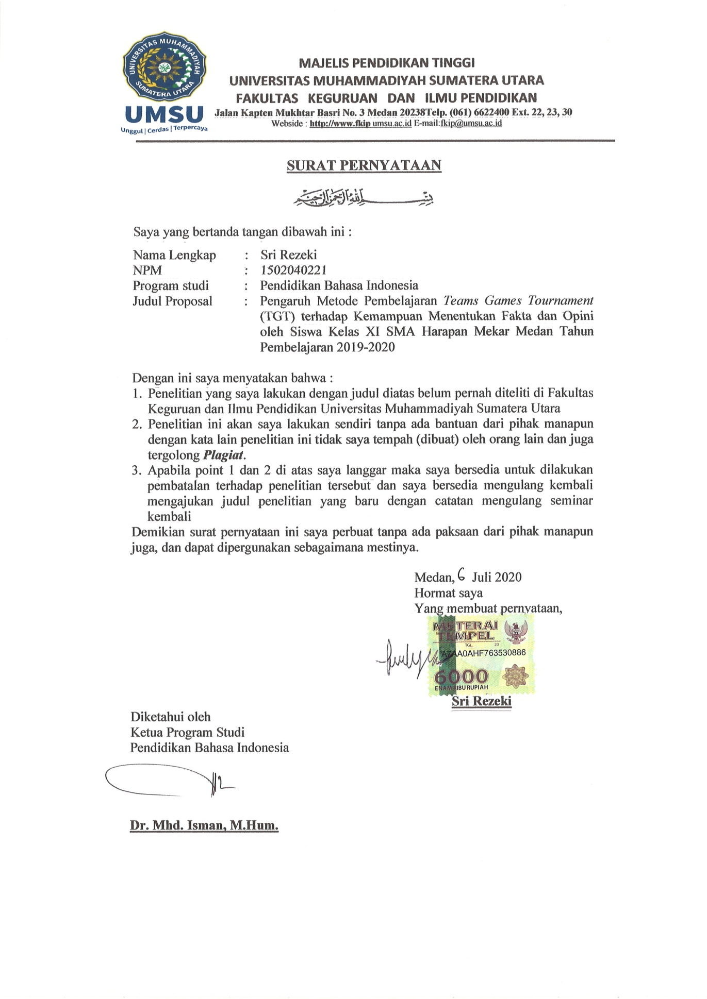 UNIVERSITAS MUHAMMADIYAH
SUMATERA UTARA
UMSU
Unggul | Cerdas | Terpercaya
MAJELIS PENDIDIKAN TINGGI
UNIVERSITAS MUHAMMADIYAH SUMATERA UTARA
FAKULTAS KEGURUAN DAN ILMU PENDIDIKAN
Jalan Kapten Mukhtar Basri No. 3 Medan 20238Telp. (061) 6622400 Ext. 22, 23, 30
Webside : http://www.fkip umsu.ac.id E-mail:fkip@umsu.ac.id
SURAT PERNYATAAN
بِسْــــــمِ اللهِ الرَّحْمٰنِ الرَّحِيْمِ
Saya yang bertanda tangan dibawah ini :
Nama Lengkap : Sri Rezeki
NPM : 1502040221
Program studi : Pendidikan Bahasa Indonesia
Judul Proposal : Pengaruh Metode Pembelajaran Teams Games Tournament
(TGT) terhadap Kemampuan Menentukan Fakta dan Opini
oleh Siswa Kelas XI SMA Harapan Mekar Medan Tahun
Pembelajaran 2019-2020
Dengan ini saya menyatakan bahwa :
1. Penelitian yang saya lakukan dengan judul diatas belum pernah diteliti di Fakultas
Keguruan dan Ilmu Pendidikan Universitas Muhammadiyah Sumatera Utara
2. Penelitian ini akan saya lakukan sendiri tanpa ada bantuan dari pihak manapun
dengan kata lain penelitian ini tidak saya tempah (dibuat) oleh orang lain dan juga
tergolong Plagiat.
3. Apabila point 1 dan 2 di atas saya langgar maka saya bersedia untuk dilakukan
pembatalan terhadap penelitian tersebut dan saya bersedia mengulang kembali
mengajukan judul penelitian yang baru dengan catatan mengulang seminar
kembali
Demikian surat pernyataan ini saya perbuat tanpa ada paksaan dari pihak manapun
juga, dan dapat dipergunakan sebagaimana mestinya.
Medan, 6 Juli 2020
Hormat saya
Yang membuat pernyataan,
METERAI
TEMPEL
TGL. 20
A7AA0AHF763530886
6000
ENAM RIBU RUPIAH
Sri Rezeki
Diketahui oleh
Ketua Program Studi
Pendidikan Bahasa Indonesia
Dr. Mhd. Isman, M.Hum.